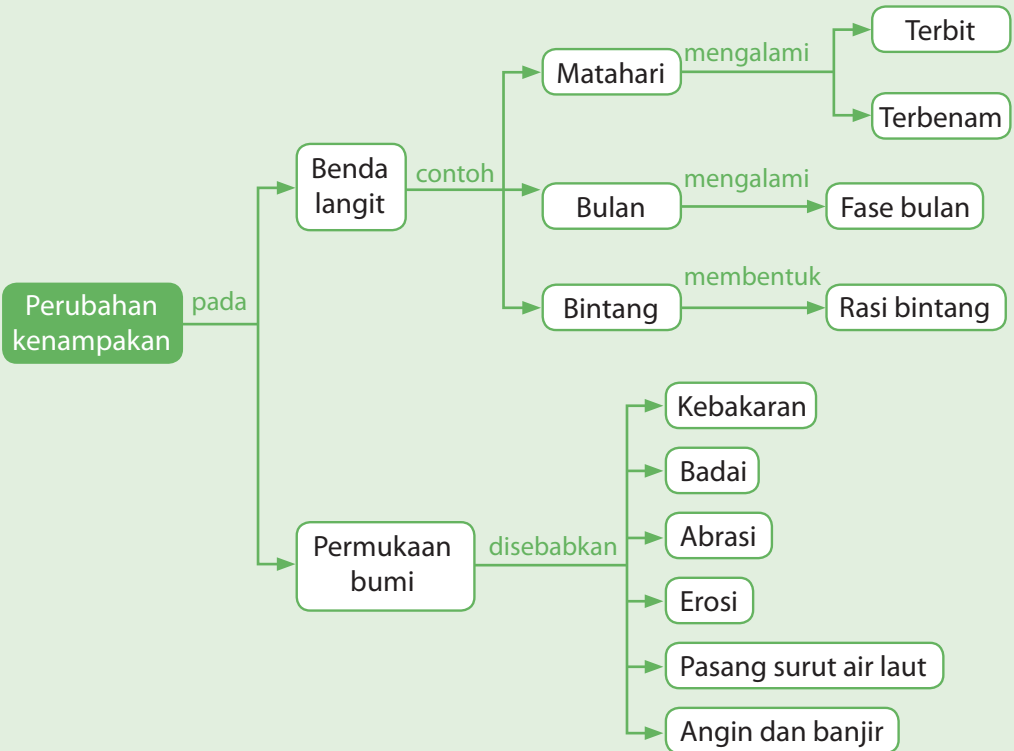 Perubahan
kenampakan
pada
Benda
langit
contoh
Matahari
mengalami
Terbit
Terbenam
Bulan
mengalami
Fase bulan
Bintang
membentuk
Rasi bintang
Permukaan
bumi
disebabkan
Kebakaran
Badai
Abrasi
Erosi
Pasang surut air laut
Angin dan banjir